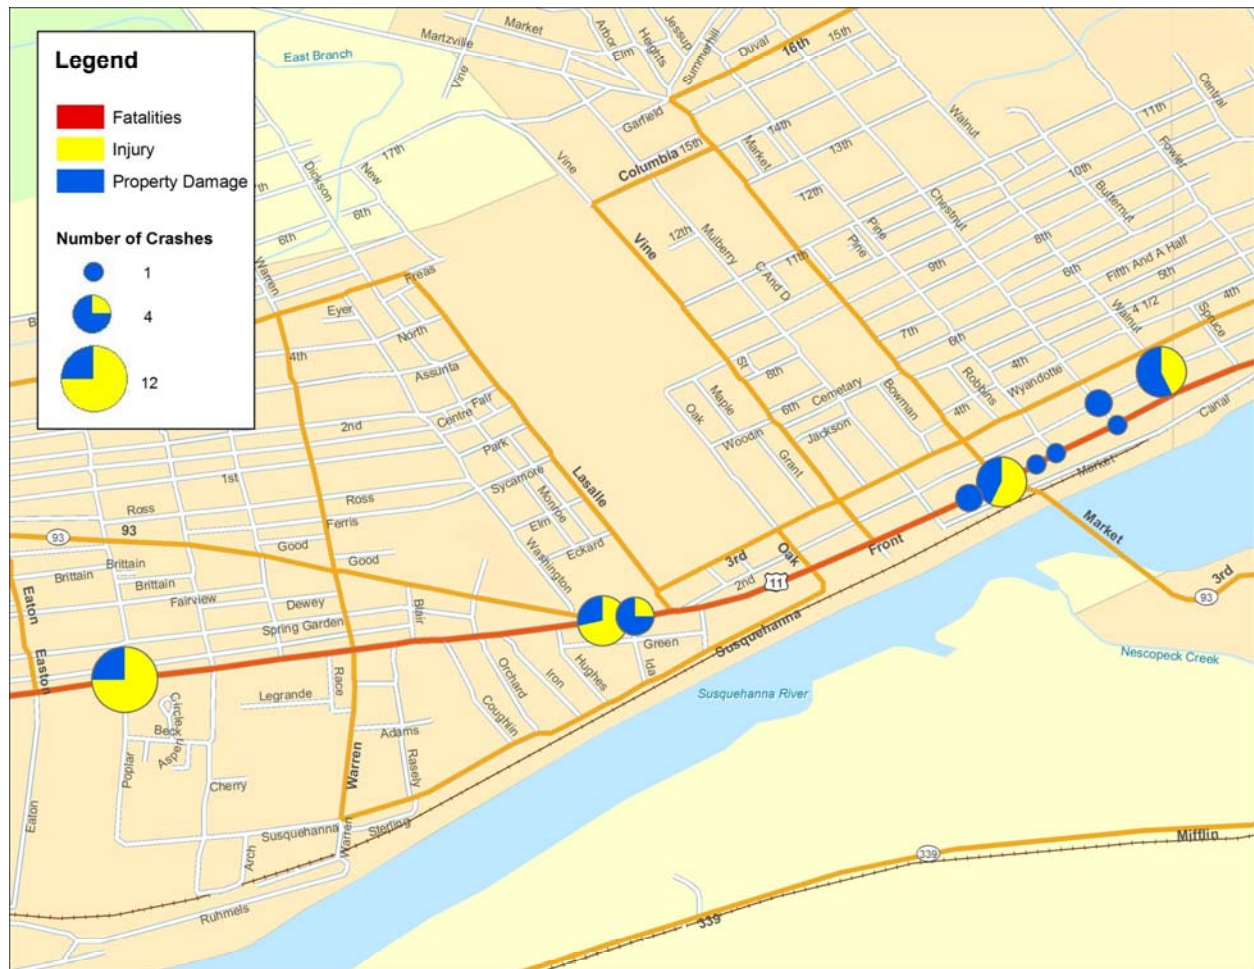 Legend
Fatalities
Injury
Property Damage
Number of Crashes
1
4
12
East Branch
Martzville
Market
Arbor
Elm
Heights
Jessup
Summerhill
Duval
16th
15th
Vine
Garfield
Walnut
Central
11th
Fowler
17th
New
Dickson
6th
6th
Warren
Vine
Columbia
15th
Market
14th
13th
12th
10th
Butternut
Chestnut
Pine
Pine
12th
Mulberry
Vine
C And D
11th
9th
8th
6th
Fifth And A Half
5th
4 1/2
4th
Walnut
Spruce
Freas
Eyer
North
4th
Assunta
Centre
Fair
2nd
Park
1st
Sycamore
Lasalle
Monroe
Elm
Eckard
Washington
Ross
Ross
Ferris
93
93
Good
Good
St
8th
7th
6th
4th
Wyandotte
Robbins
Bowman
4th
Maple
Oak
6th
Cemetary
Woodin
Jackson
Grant
Canal
Market
Market
3rd
93
3rd
Oak
Front
2nd
11
Brittain
Brittain
Brittain
Fairview
Dewey
Blair
Spring Garden
Eaton
Easton
Green
Susquehanna
Ida
Hughes
Iron
Orchard
Coughlin
Race
Legrande
Circle
Beck
Aspen
Poplar
Adams
Rasely
Warren
Cherry
Eaton
Susquehanna
Sterling
Warren
Arch
Ruhmels
Susquehanna River
Nescopeck Creek
Mifflin
339
339